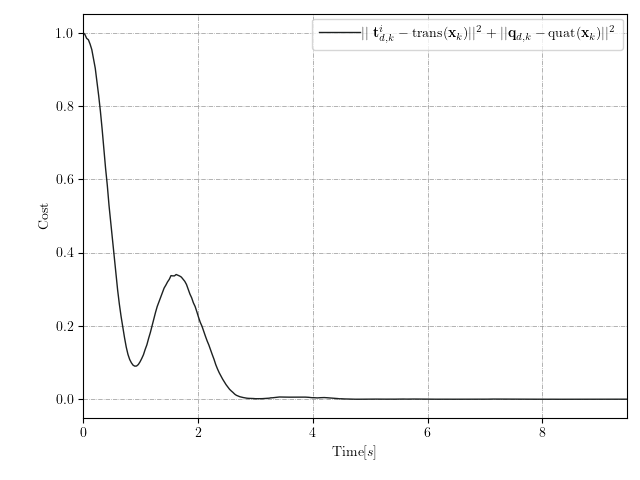 || t^i_{d,k} − trans(x_k)||^2 + ||q_{d,k} − quat(x_k)||^2
1.0
0.8
0.6
0.4
0.2
0.0
Cost
0 2 4 6 8
Time[s]